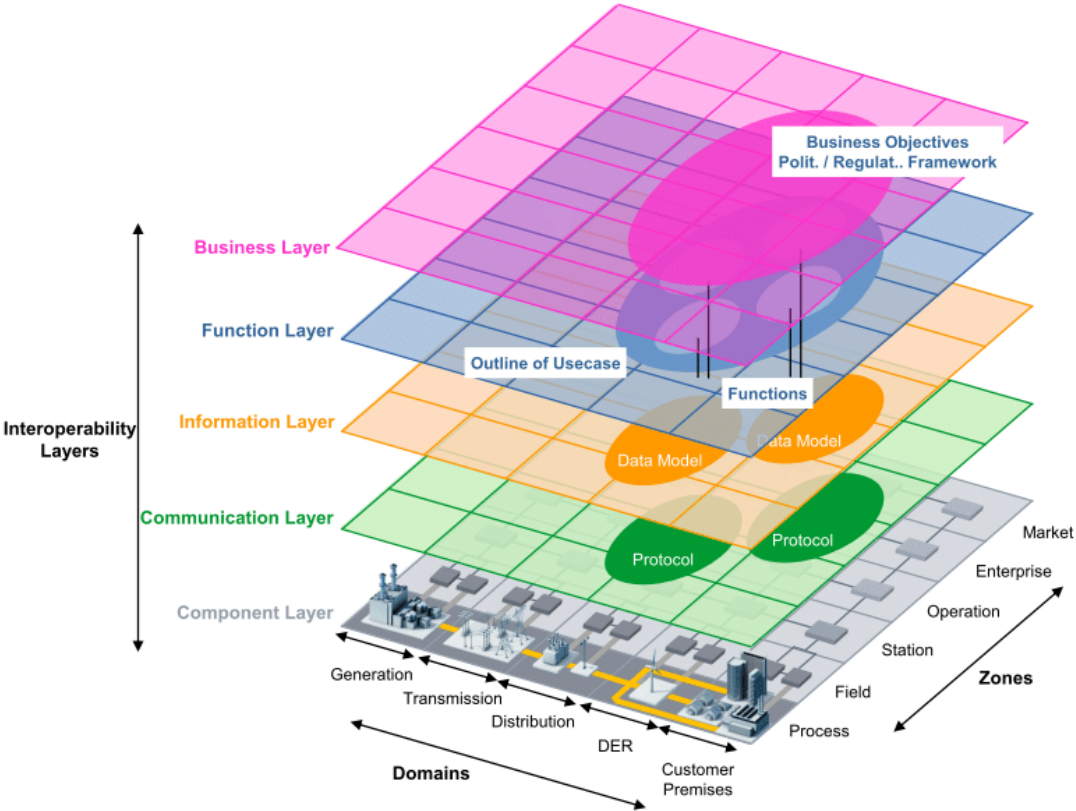 Business Objectives
Polit. / Regulat.. Framework
Business Layer
Function Layer
Outline of Usecase
Functions
Information Layer
Interoperability
Layers
Data Model
Data Model
Communication Layer
Protocol
Protocol
Component Layer
Market
Enterprise
Operation
Station
Field
Process
Zones
Generation
Transmission
Distribution
DER
Customer
Premises
Domains